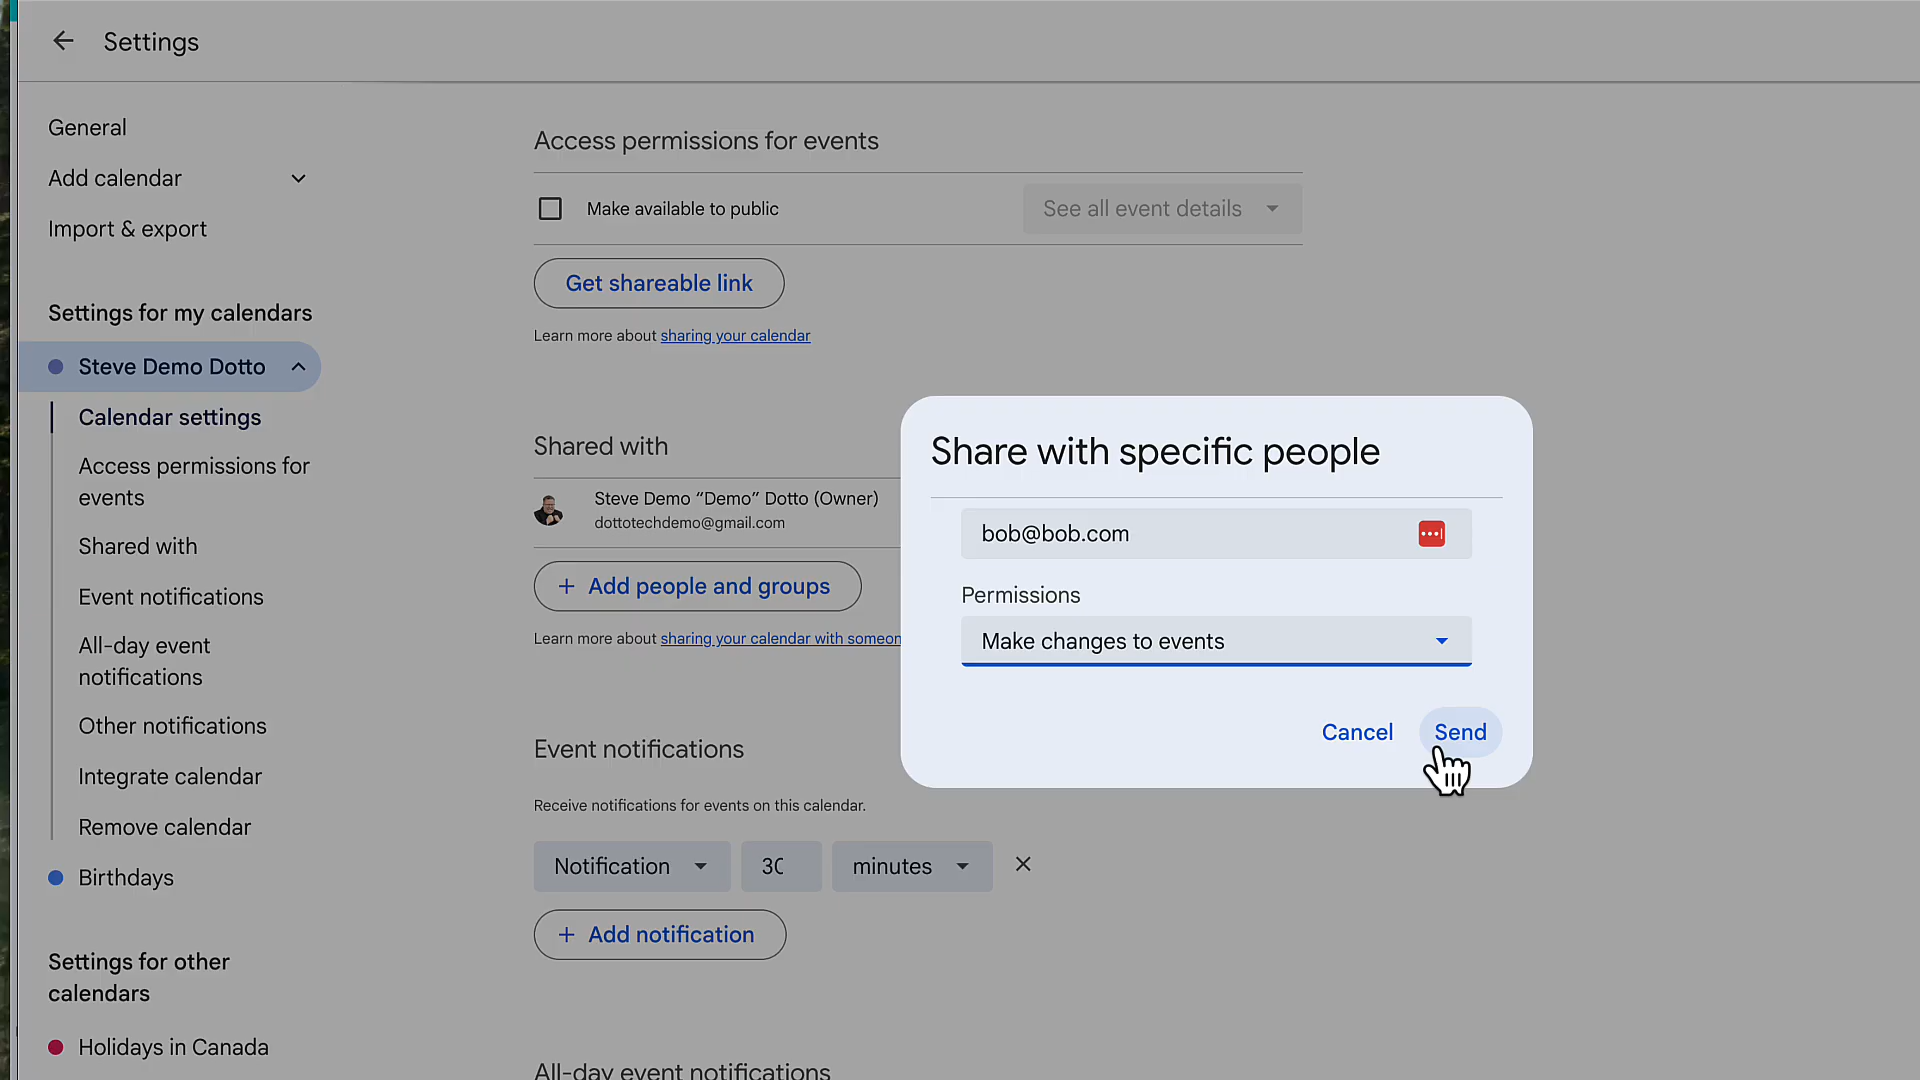 Settings
General
Add calendar
Import & export
Settings for my calendars
Steve Demo Dotto
Calendar settings
Access permissions for
events
Shared with
Event notifications
All-day event
notifications
Other notifications
Integrate calendar
Remove calendar
Birthdays
Settings for other
calendars
Holidays in Canada
Access permissions for events
Make available to public
See all event details
Get shareable link
Learn more about sharing your calendar
Shared with
Steve Demo “Demo” Dotto (Owner)
dottotechdemo@gmail.com
+ Add people and groups
Learn more about sharing your calendar with someon
Event notifications
Receive notifications for events on this calendar.
Notification 30 minutes
+ Add notification
All-day event notifications
Share with specific people
bob@bob.com
Permissions
Make changes to events
Cancel Send